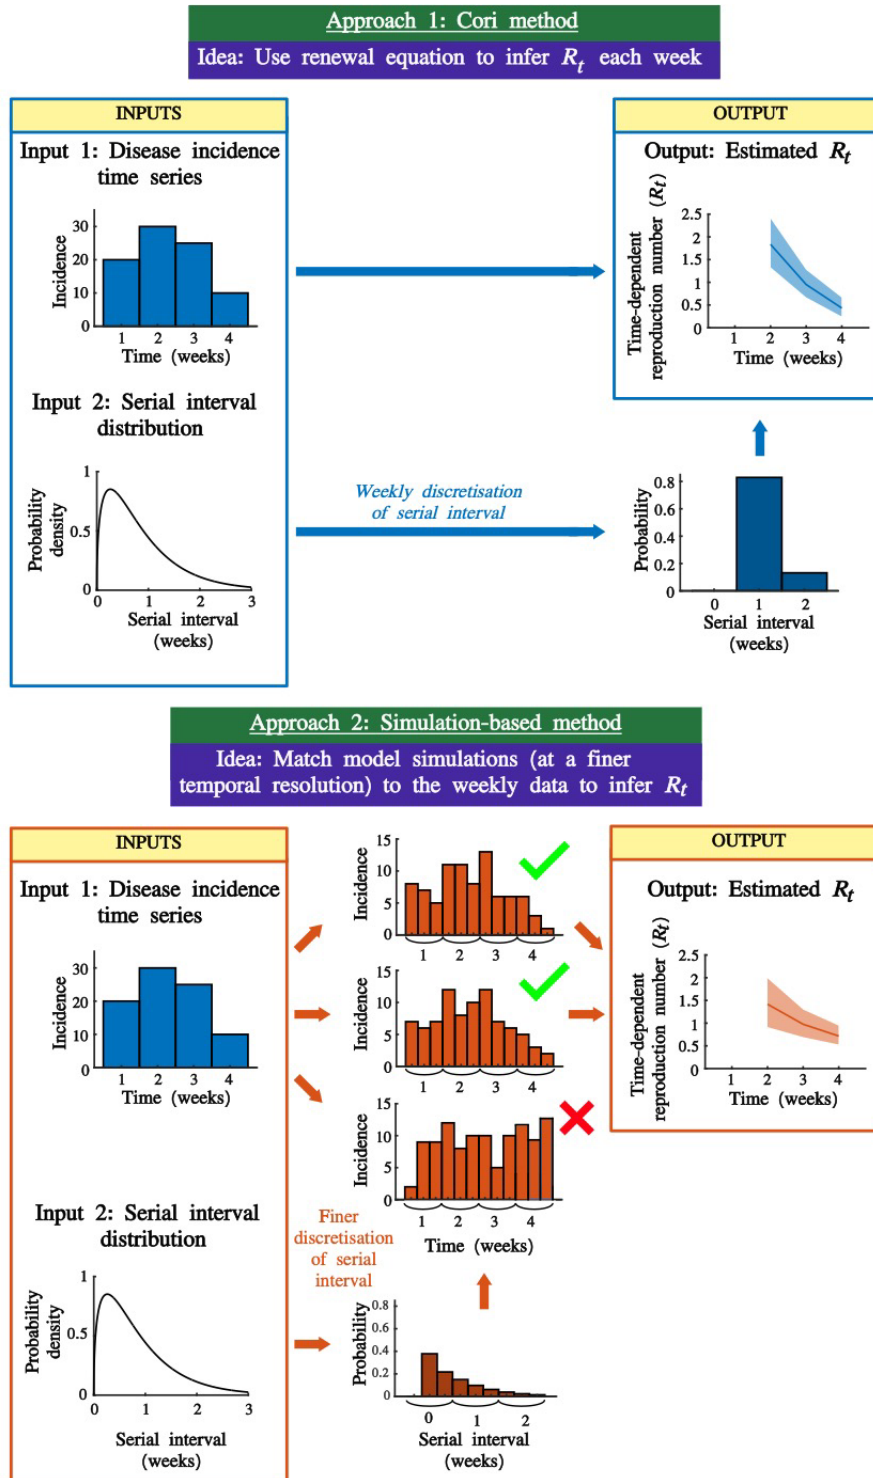 Approach 1: Cori method
Idea: Use renewal equation to infer Rt each week
INPUTS
Input 1: Disease incidence
time series
Incidence
30
20
10
0
1 2 3 4
Time (weeks)
Input 2: Serial interval
distribution
Probability
density
1
0.5
0
0 1 2 3
Serial interval
(weeks)
Weekly discretisation
of serial interval
OUTPUT
Output: Estimated Rt
Time-dependent
reproduction number (Rt)
2.5
2
1.5
1
0.5
0
1 2 3 4
Time (weeks)
Probability
0.8
0.6
0.4
0.2
0
0 1 2
Serial interval
(weeks)
Approach 2: Simulation-based method
Idea: Match model simulations (at a finer
temporal resolution) to the weekly data to infer Rt
INPUTS
Input 1: Disease incidence
time series
Incidence
30
20
10
0
1 2 3 4
Time (weeks)
Input 2: Serial interval
distribution
Probability
density
1
0.5
0
0 1 2 3
Serial interval
(weeks)
Incidence
15
10
5
0
1 2 3 4
Incidence
15
10
5
0
1 2 3 4
Incidence
15
10
5
0
1 2 3 4
Time (weeks)
Finer
discretisation
of serial
interval
Probability
0.8
0.6
0.4
0.2
0
0 1 2
Serial interval
(weeks)
OUTPUT
Output: Estimated Rt
Time-dependent
reproduction number (Rt)
2.5
2
1.5
1
0.5
0
1 2 3 4
Time (weeks)